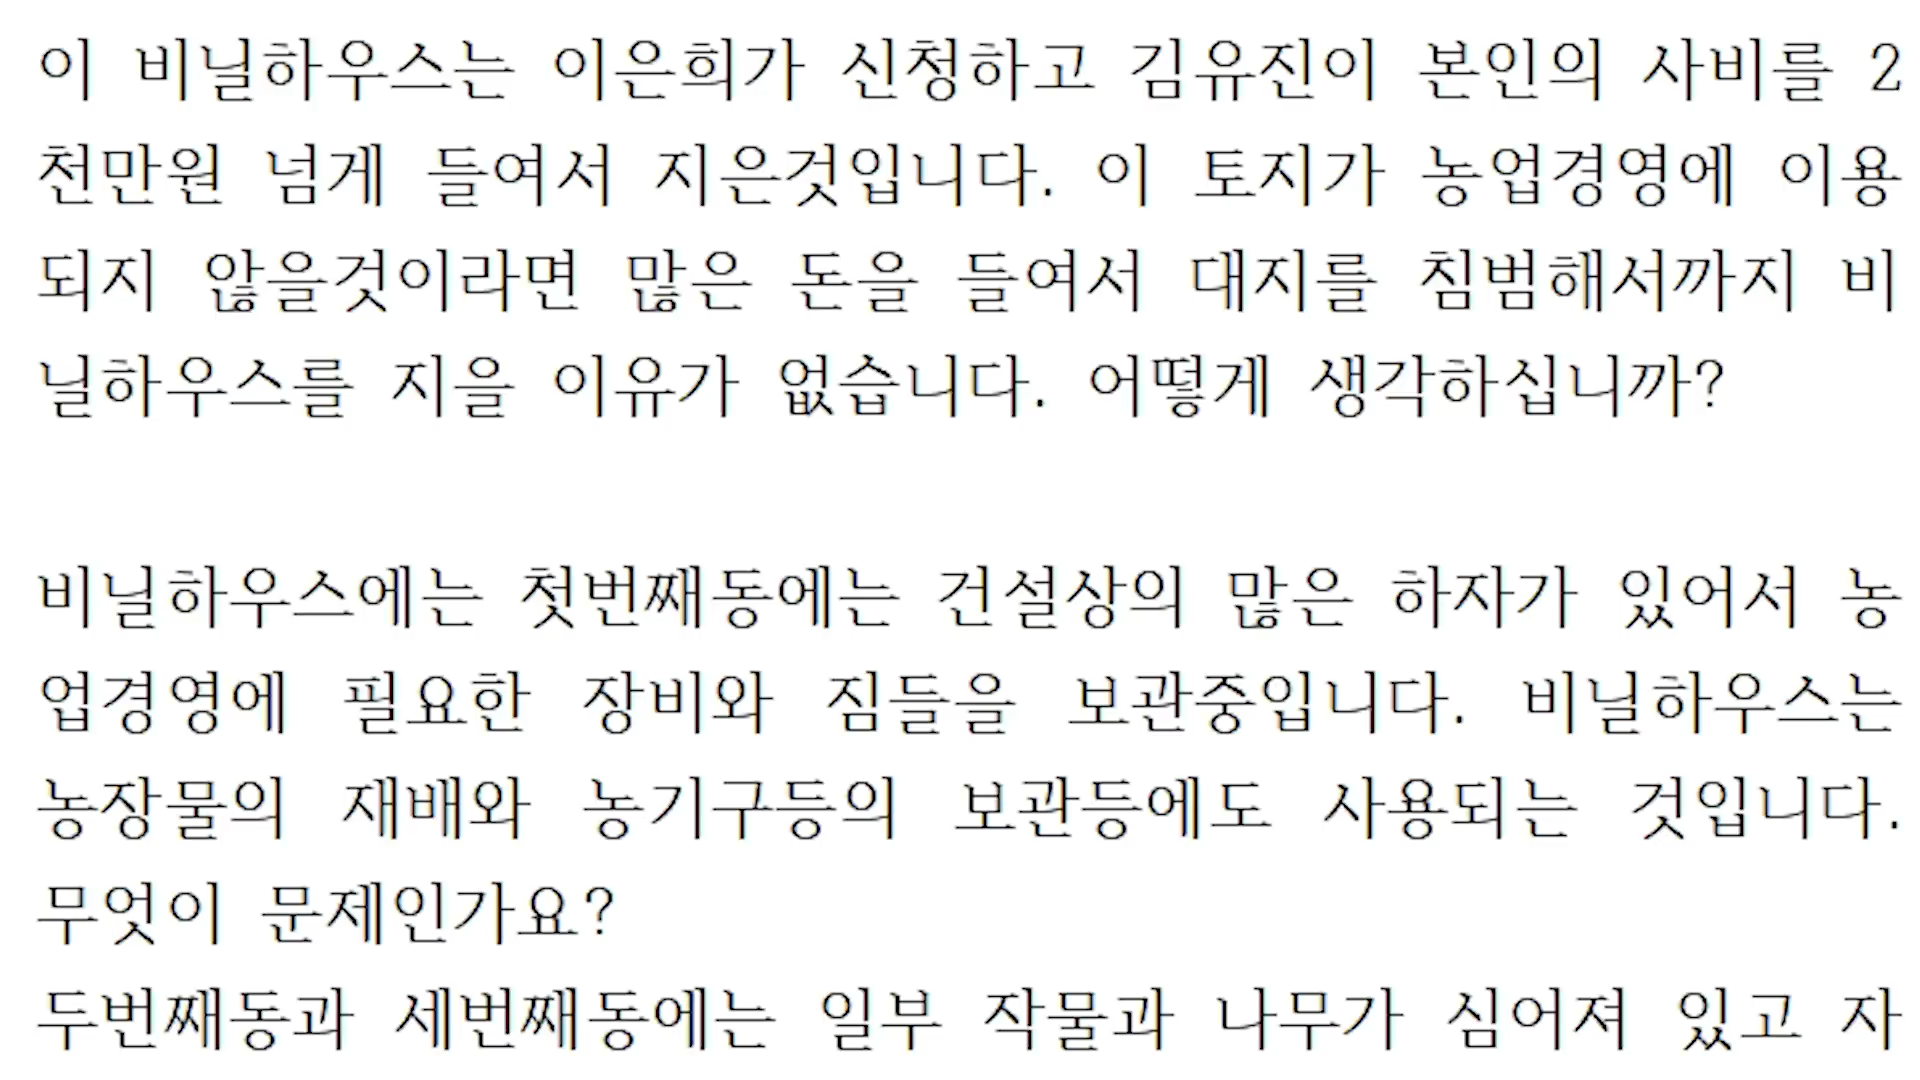 이 비닐하우스는 이은희가 신청하고 김유진이 본인의 사비를 2
천만원 넘게 들여서 지은것입니다. 이 토지가 농업경영에 이용
되지 않을것이라면 많은 돈을 들여서 대지를 침범해서까지 비
닐하우스를 지을 이유가 없습니다. 어떻게 생각하십니까?
비닐하우스에는 첫번째동에는 건설상의 많은 하자가 있어서 농
업경영에 필요한 장비와 짐들을 보관중입니다. 비닐하우스는
농장물의 재배와 농기구등의 보관등에도 사용되는 것입니다.
무엇이 문제인가요?
두번째동과 세번째동에는 일부 작물과 나무가 심어져 있고 자